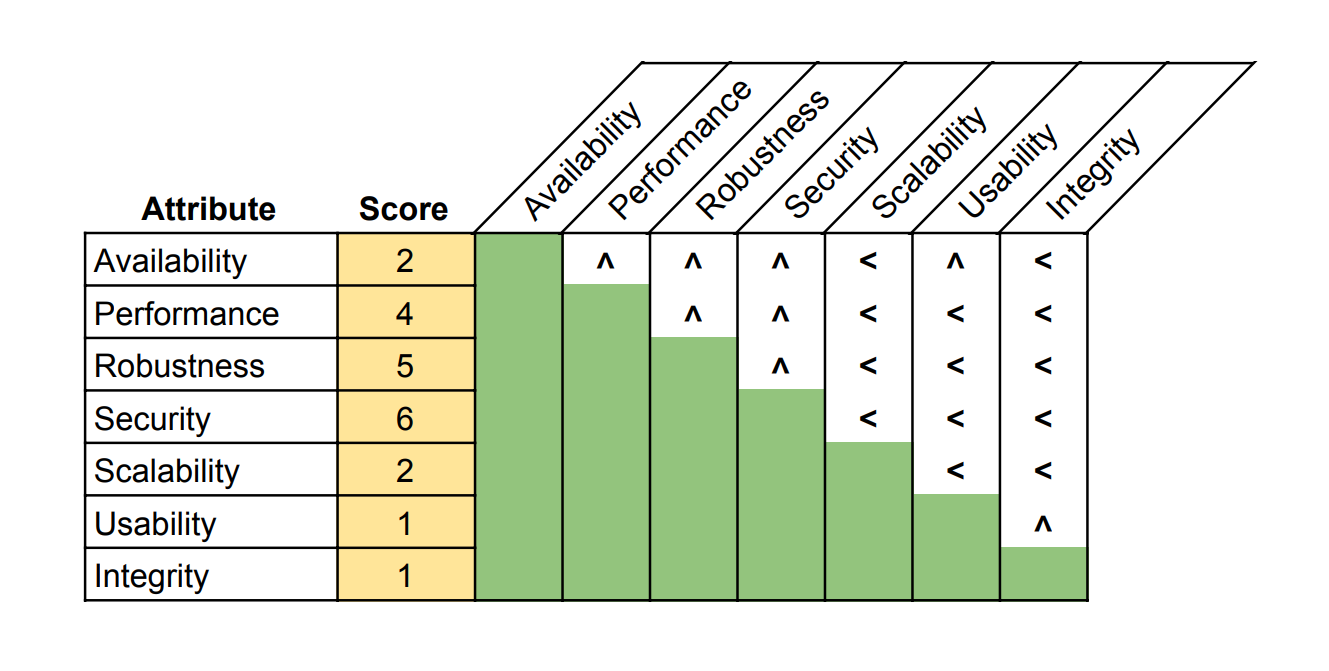 Availability
Performance
Robustness
Security
Scalability
Usability
Integrity
Attribute Score
Availability 2 ^ ^ ^ < ^ <
Performance 4 ^ ^ < < <
Robustness 5 ^ < < <
Security 6 < < <
Scalability 2 < <
Usability 1 ^
Integrity 1